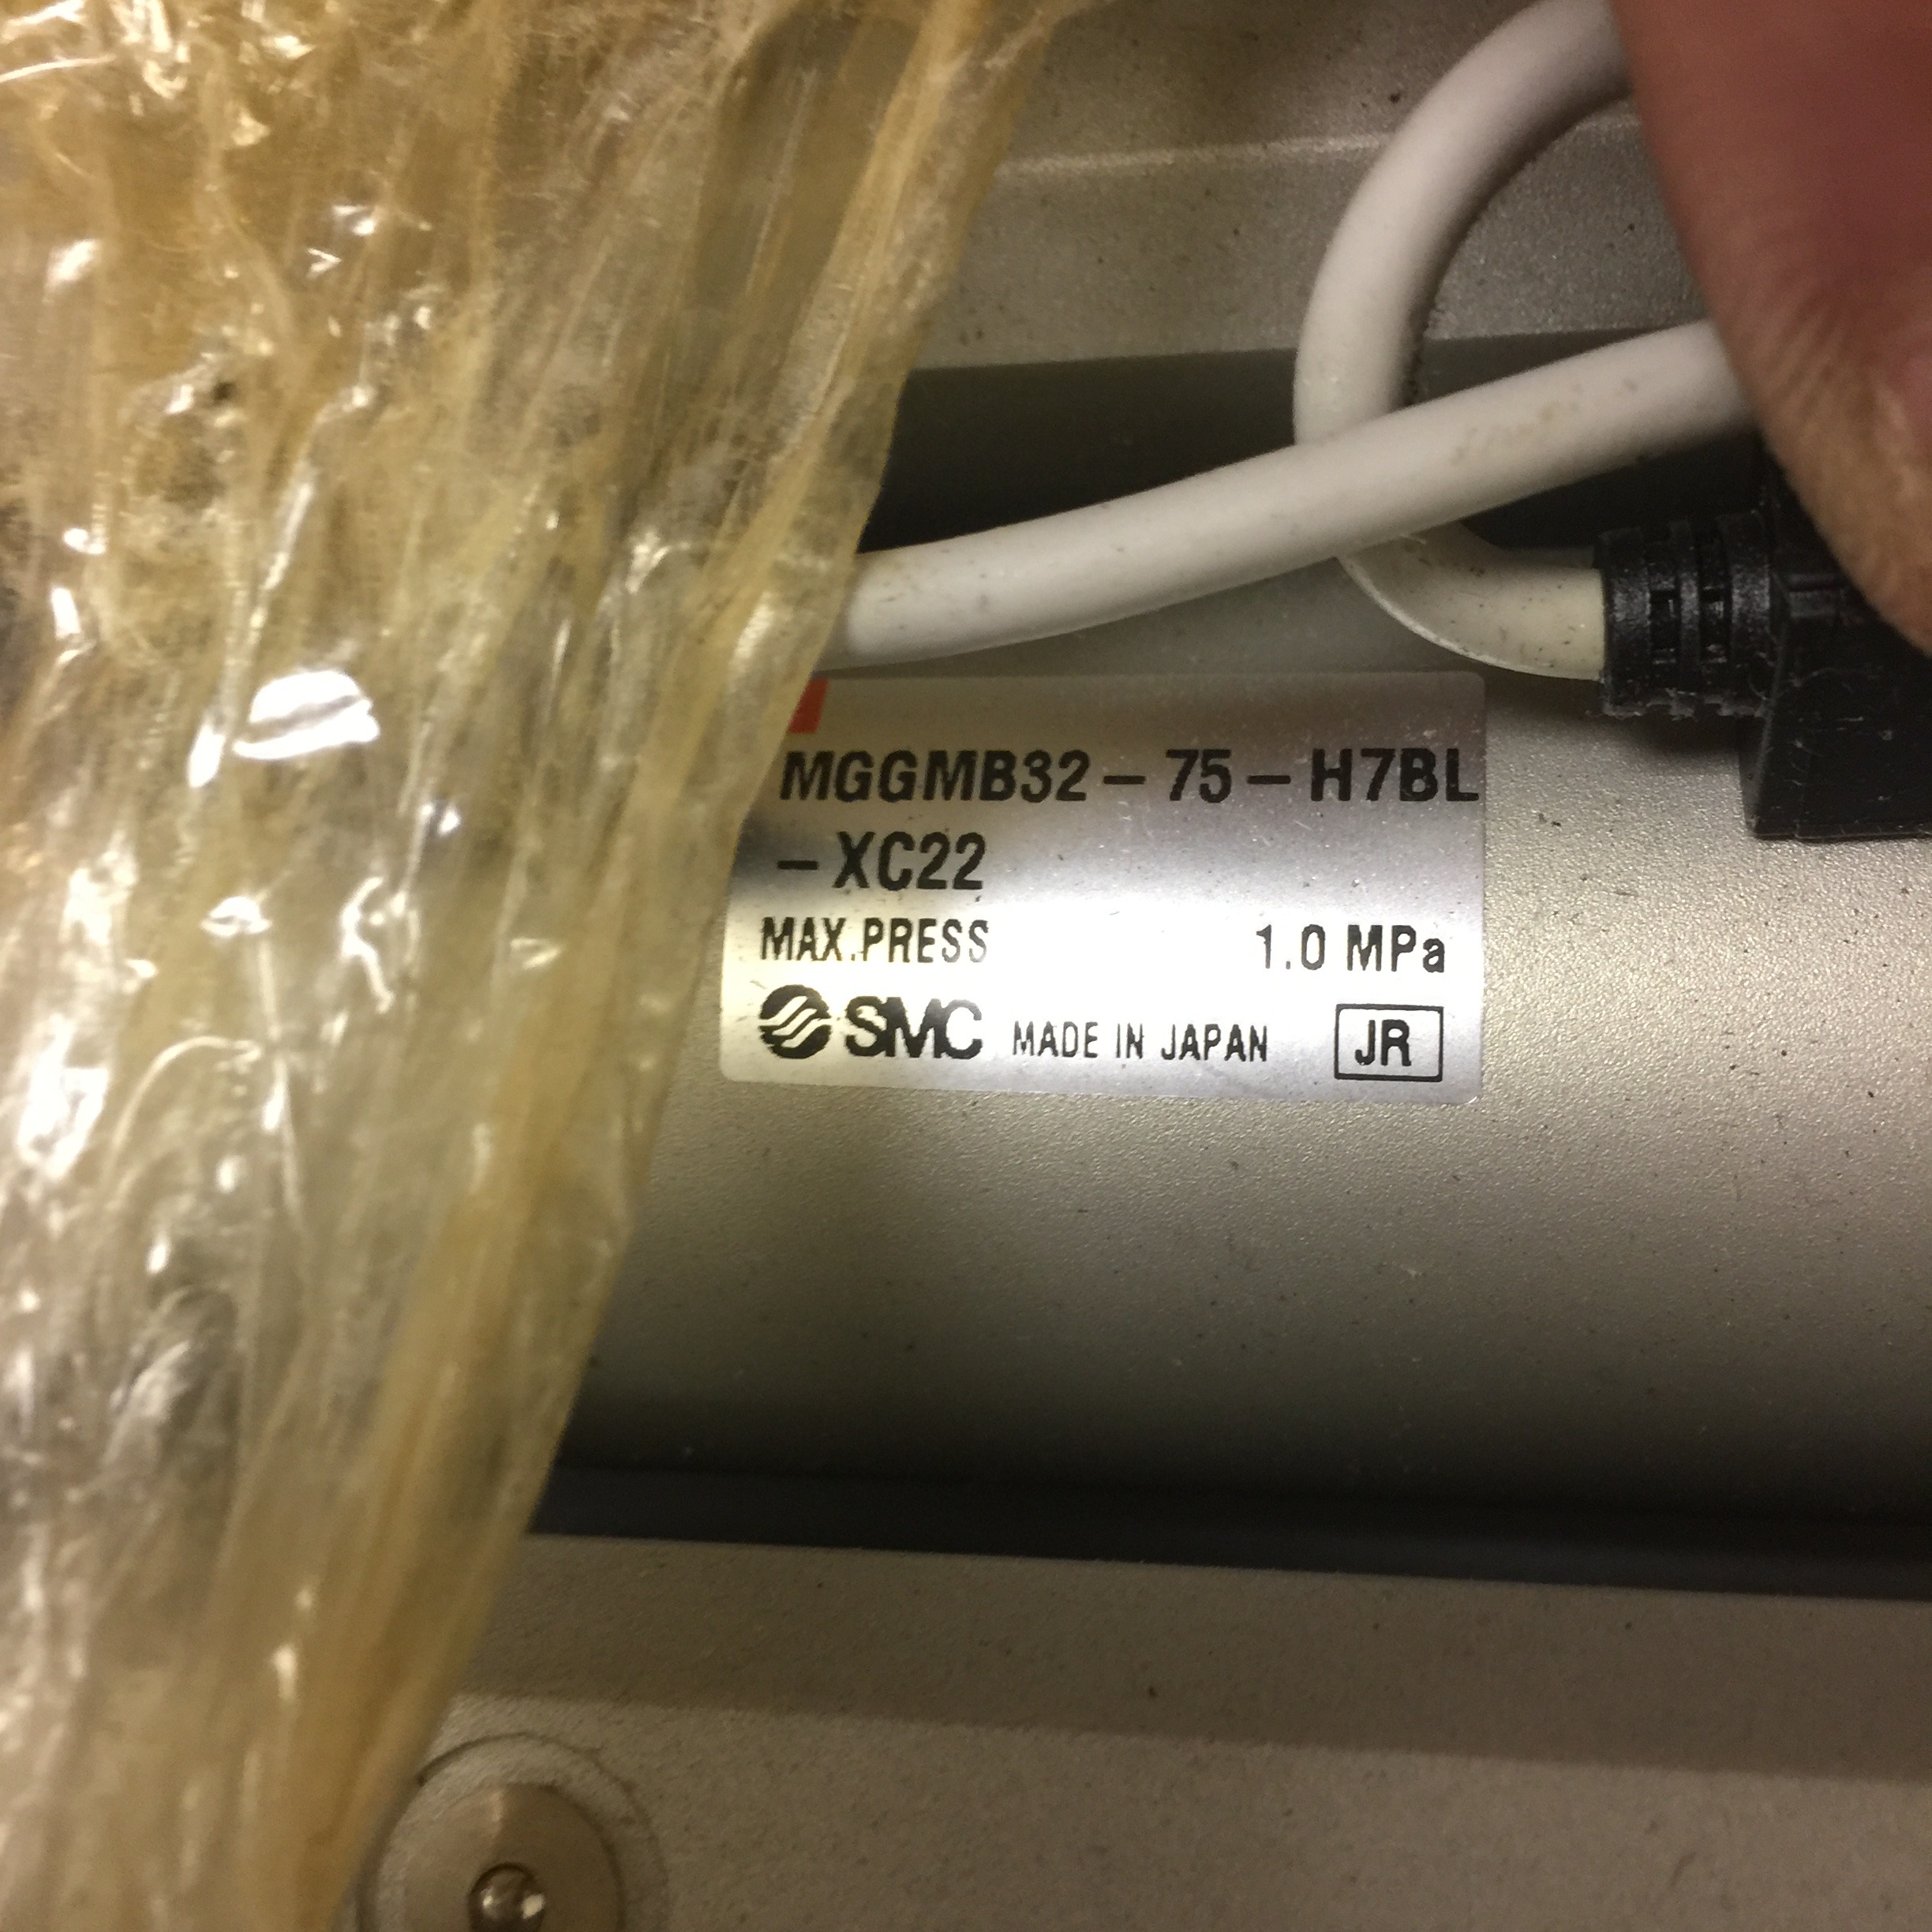 MGGMB32-75-H7BL
-XC22
MAX.PRESS 1.0 MPa
SMC MADE IN JAPAN JR